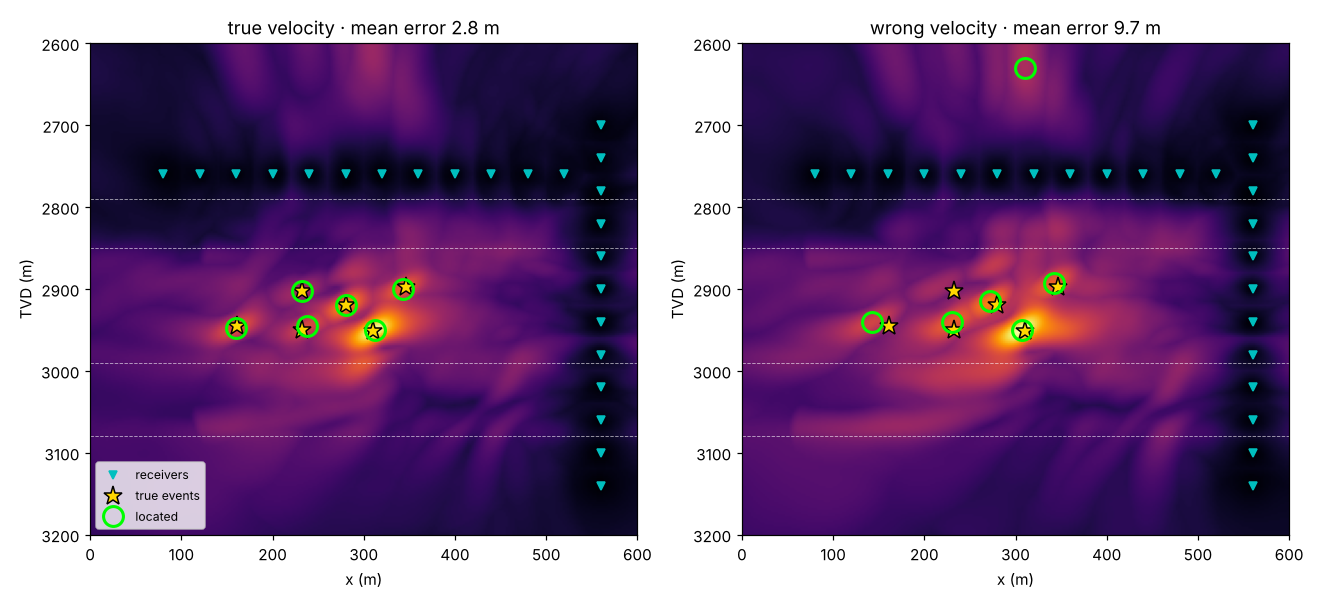 true velocity · mean error 2.8 m
wrong velocity · mean error 9.7 m
2600
2700
2800
2900
3000
3100
3200
TVD (m)
receivers
true events
located
0 100 200 300 400 500 600
x (m)
2600
2700
2800
2900
3000
3100
3200
TVD (m)
0 100 200 300 400 500 600
x (m)